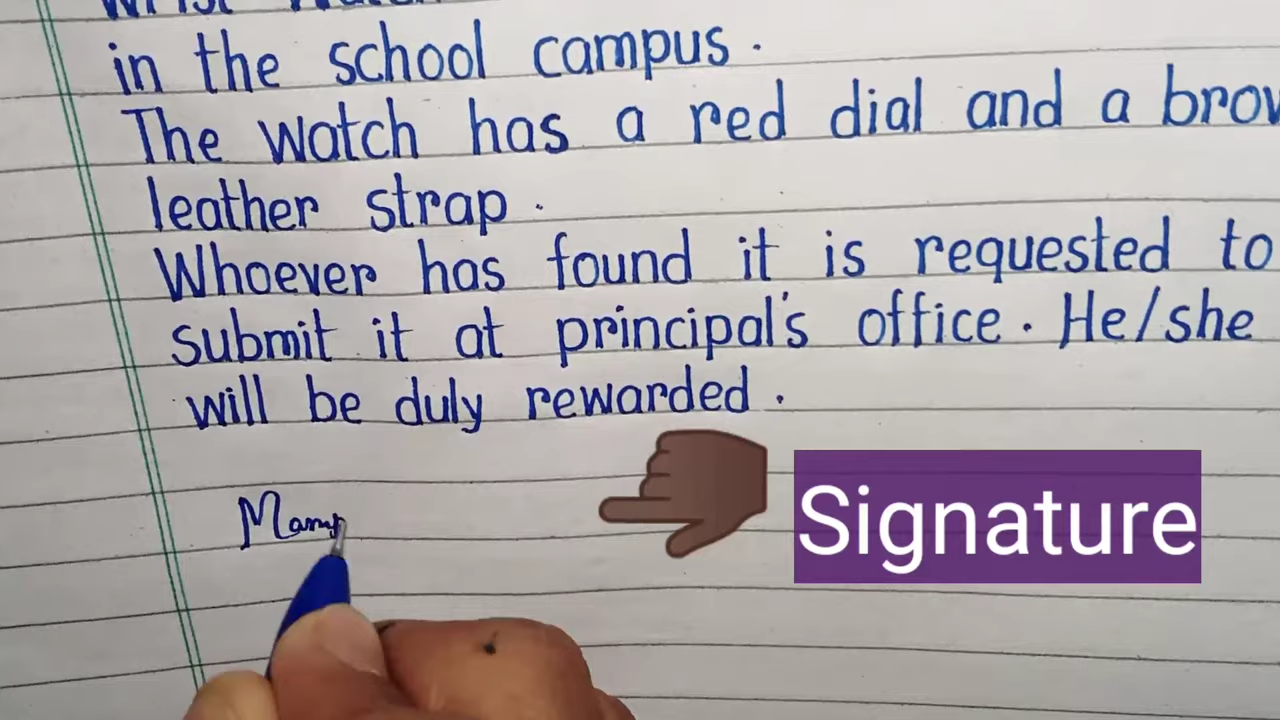 in the school campus.
The watch has a red dial and a
leather strap.
Whoever has found it is requested to
submit it at principal's office. He/she
will be duly rewarded.
Signature